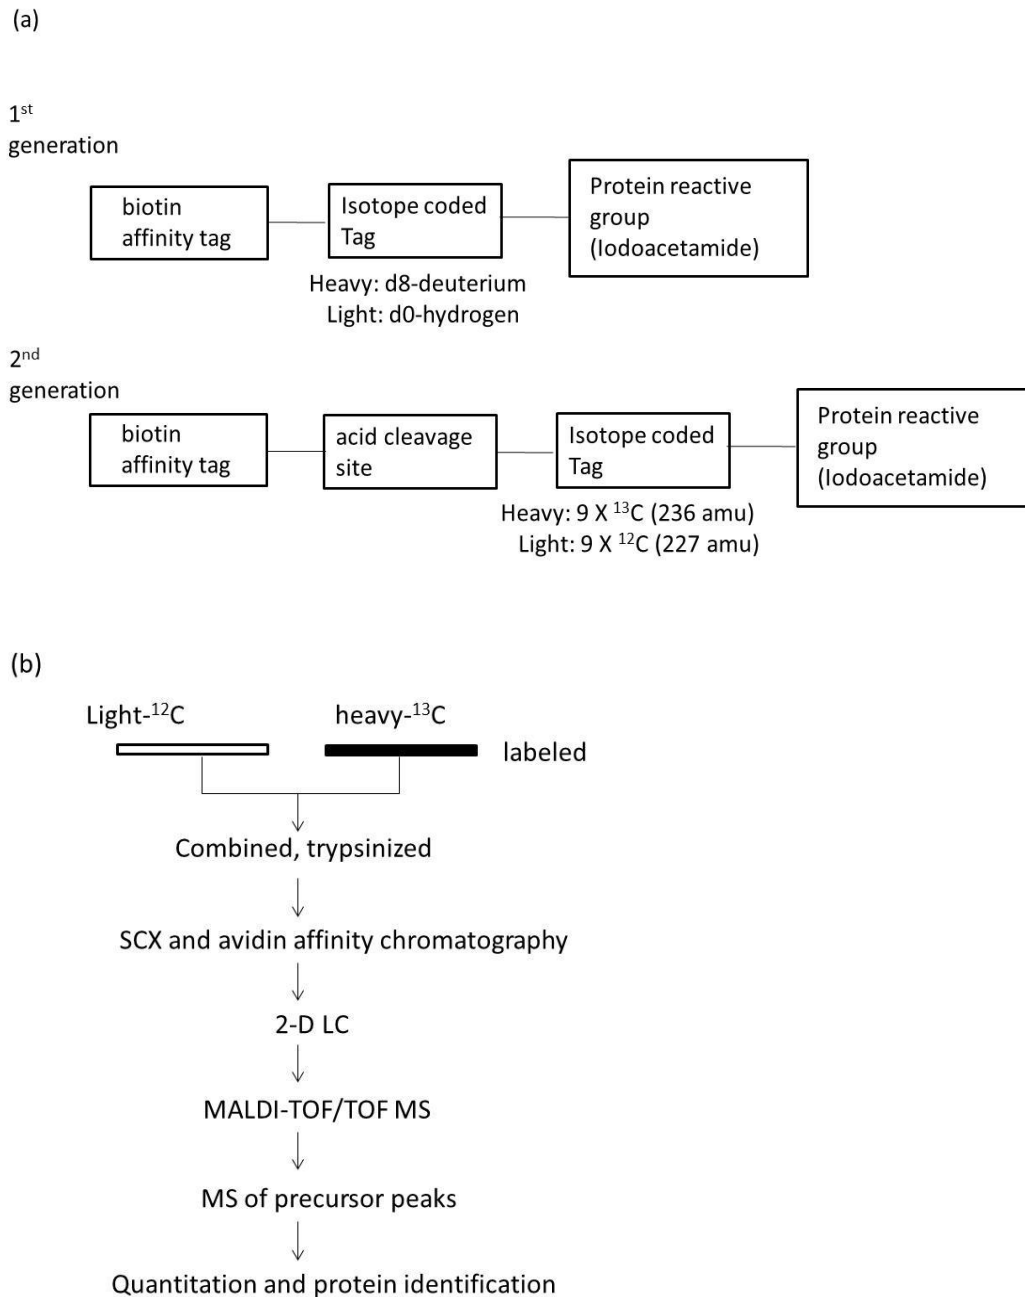 (a)
1st
generation
biotin
affinity tag
Isotope coded
Tag
Protein reactive
group
(Iodoacetamide)
Heavy: d8-deuterium
Light: d0-hydrogen
2nd
generation
biotin
affinity tag
acid cleavage
site
Isotope coded
Tag
Protein reactive
group
(Iodoacetamide)
Heavy: 9 X 13C (236 amu)
Light: 9 X 12C (227 amu)
(b)
Light-12C
heavy-13C
labeled
Combined, trypsinized
SCX and avidin affinity chromatography
2-D LC
MALDI-TOF/TOF MS
MS of precursor peaks
Quantitation and protein identification